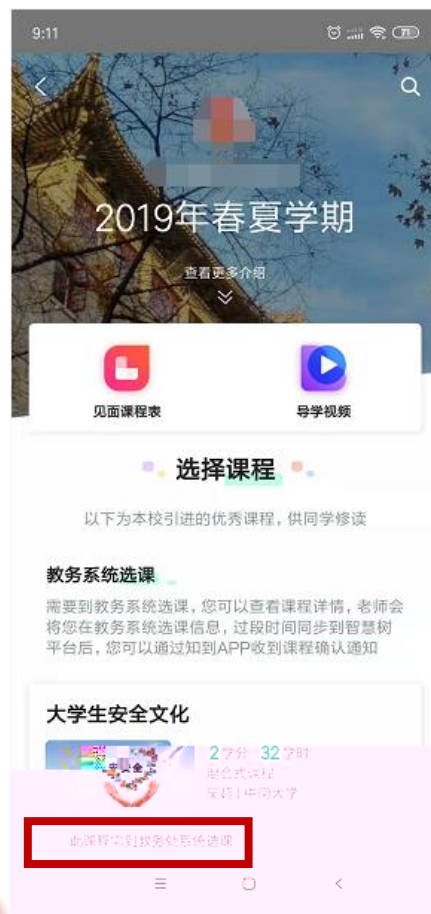 9:11
71
2019年春夏学期
查看更多介绍
见面课程表
导学视频
选择课程
以下为本校引进的优秀课程，供同学修读
教务系统选课
需要到教务系统选课，您可以查看课程详情，老师会
将您在教务系统选课信息，过段时间同步到智慧树
平台后，您可以通过知到APP收到课程确认通知
大学生安全文化
2学分 32学时
混合式课程
中南大学
此课程需到教务处系统选课